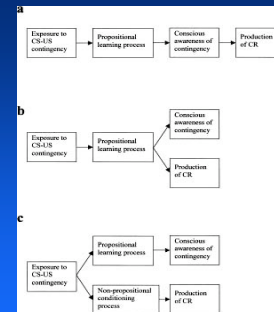 a
Exposure to
CS-US
contingency
Propositional
learning process
Conscious
awareness of
contingency
Production
of CR
b
Exposure to
CS-US
contingency
Propositional
learning process
Conscious
awareness of
contingency
Production
of CR
c
Exposure to
CS-US
contingency
Propositional
learning process
Conscious
awareness of
contingency
Non-propositional
conditioning
process
Production
of CR